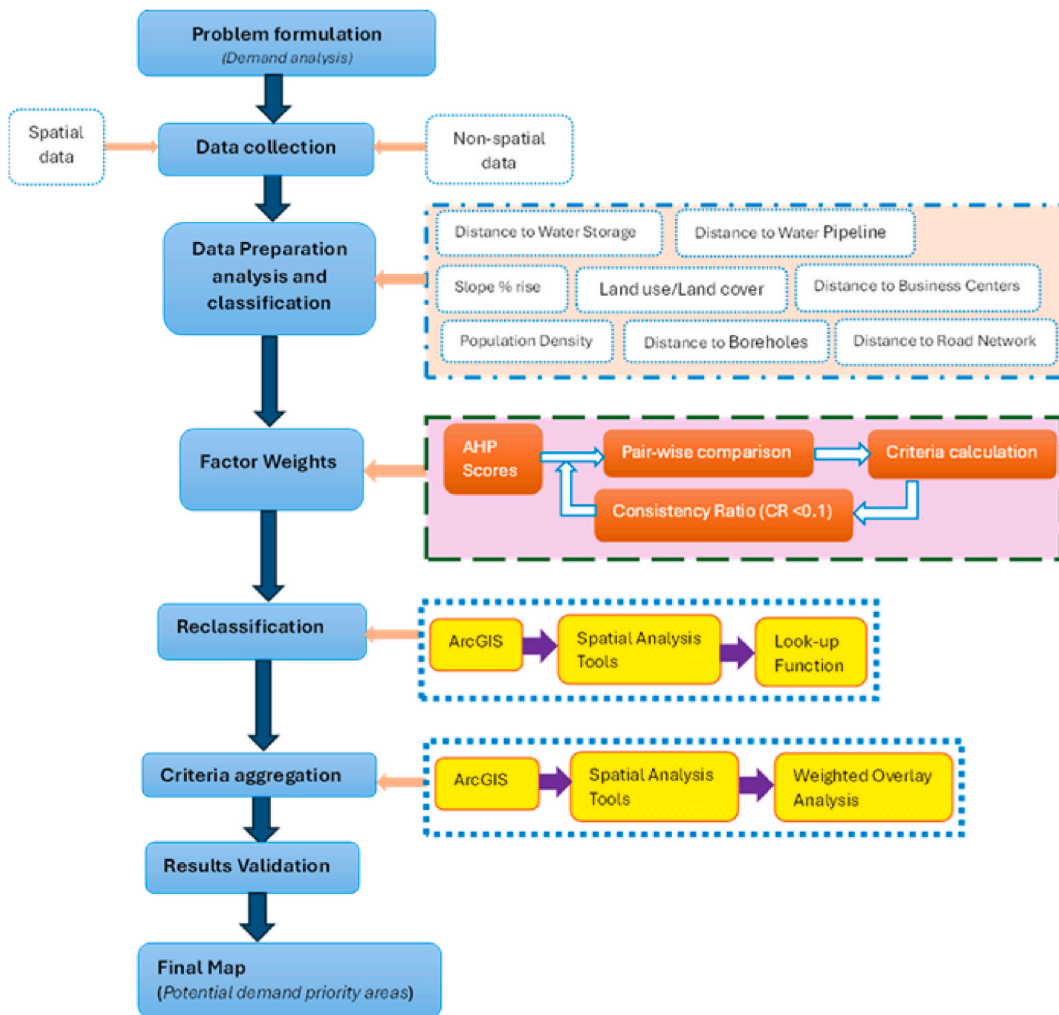 Problem formulation
(Demand analysis)
Spatial
data
Data collection
Non-spatial
data
Data Preparation
analysis and
classification
Distance to Water Storage
Distance to Water Pipeline
Slope % rise
Land use/Land cover
Distance to Business Centers
Population Density
Distance to Boreholes
Distance to Road Network
Factor Weights
AHP
Scores
Pair-wise comparison
Criteria calculation
Consistency Ratio (CR <0.1)
Reclassification
ArcGIS
Spatial Analysis
Tools
Look-up
Function
Criteria aggregation
ArcGIS
Spatial Analysis
Tools
Weighted Overlay
Analysis
Results Validation
Final Map
(Potential demand priority areas)